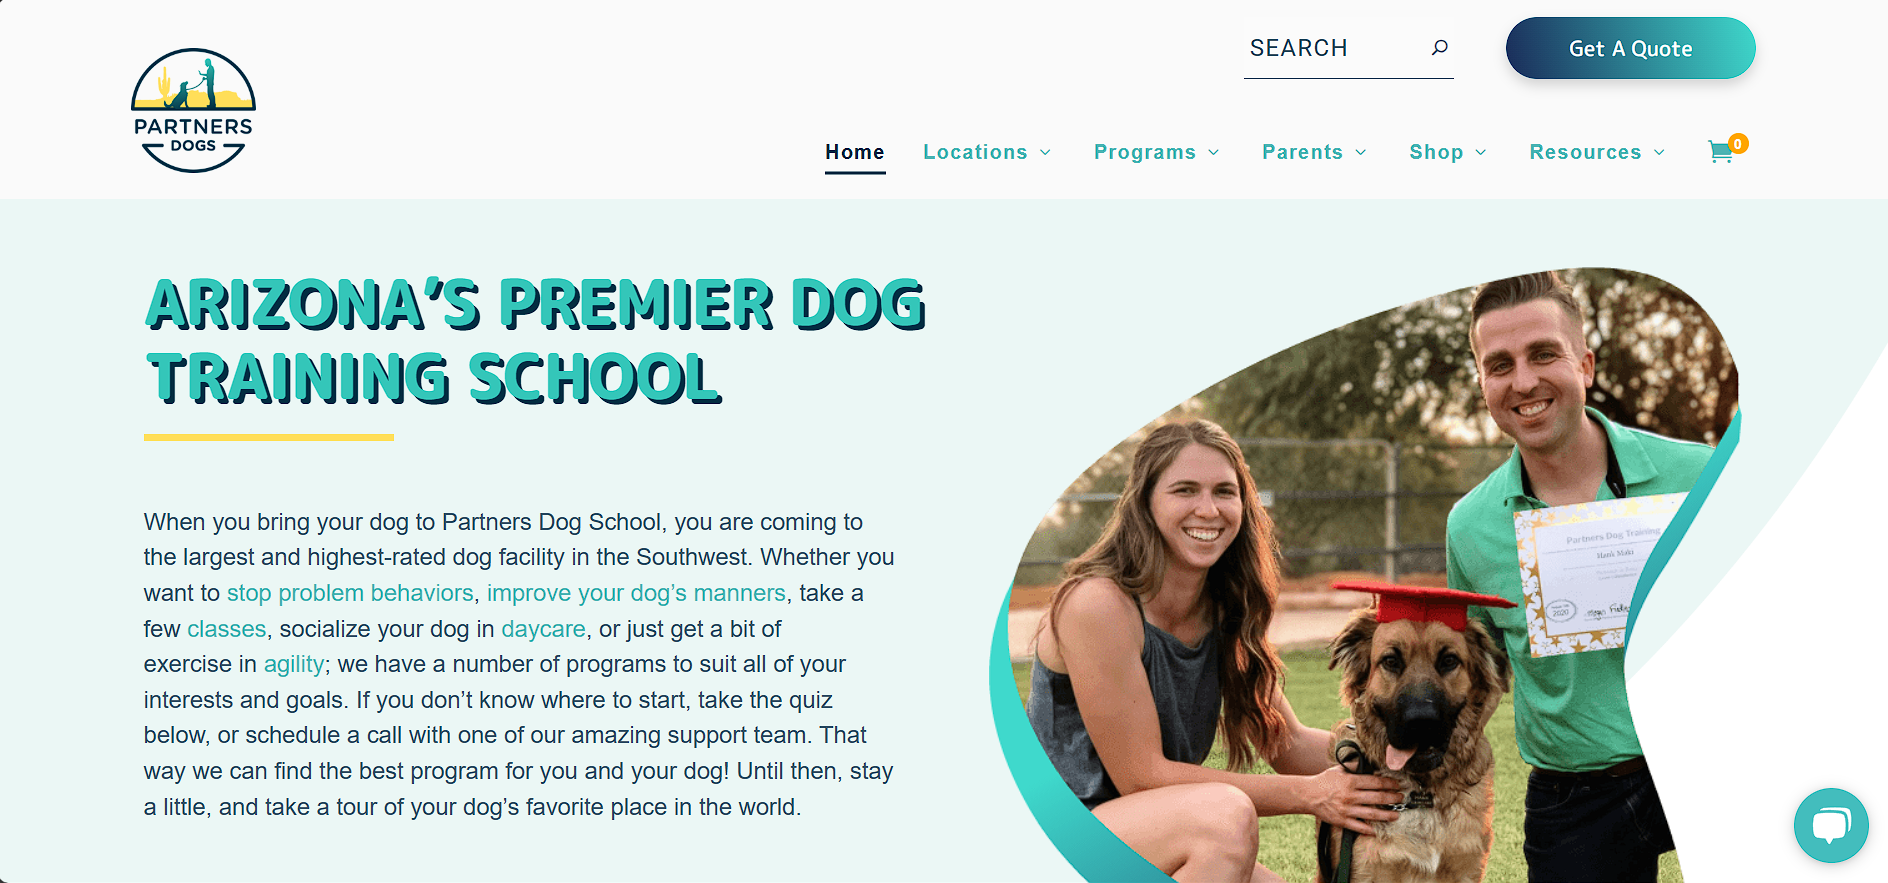 SEARCH
Get A Quote
PARTNERS
DOGS
Home
Locations
Programs
Parents
Shop
Resources
0
ARIZONA’S PREMIER DOG
TRAINING SCHOOL
When you bring your dog to Partners Dog School, you are coming to
the largest and highest-rated dog facility in the Southwest. Whether you
want to stop problem behaviors, improve your dog’s manners, take a
few classes, socialize your dog in daycare, or just get a bit of
exercise in agility; we have a number of programs to suit all of your
interests and goals. If you don’t know where to start, take the quiz
below, or schedule a call with one of our amazing support team. That
way we can find the best program for you and your dog! Until then, stay
a little, and take a tour of your dog’s favorite place in the world.
Partners Dog Training
Hank Maki
2020